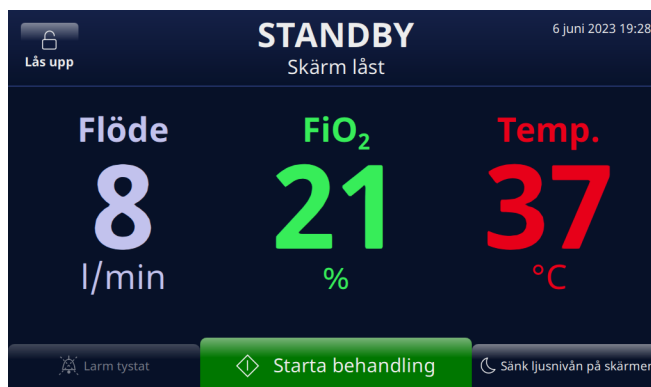 STANDBY
6 juni 2023 19:28
Lås upp
Skärm låst
Flöde
FiO₂
Temp.
8
21
37
l/min
%
°C
Larm tystat
Starta behandling
Sänk ljusnivån på skärmen